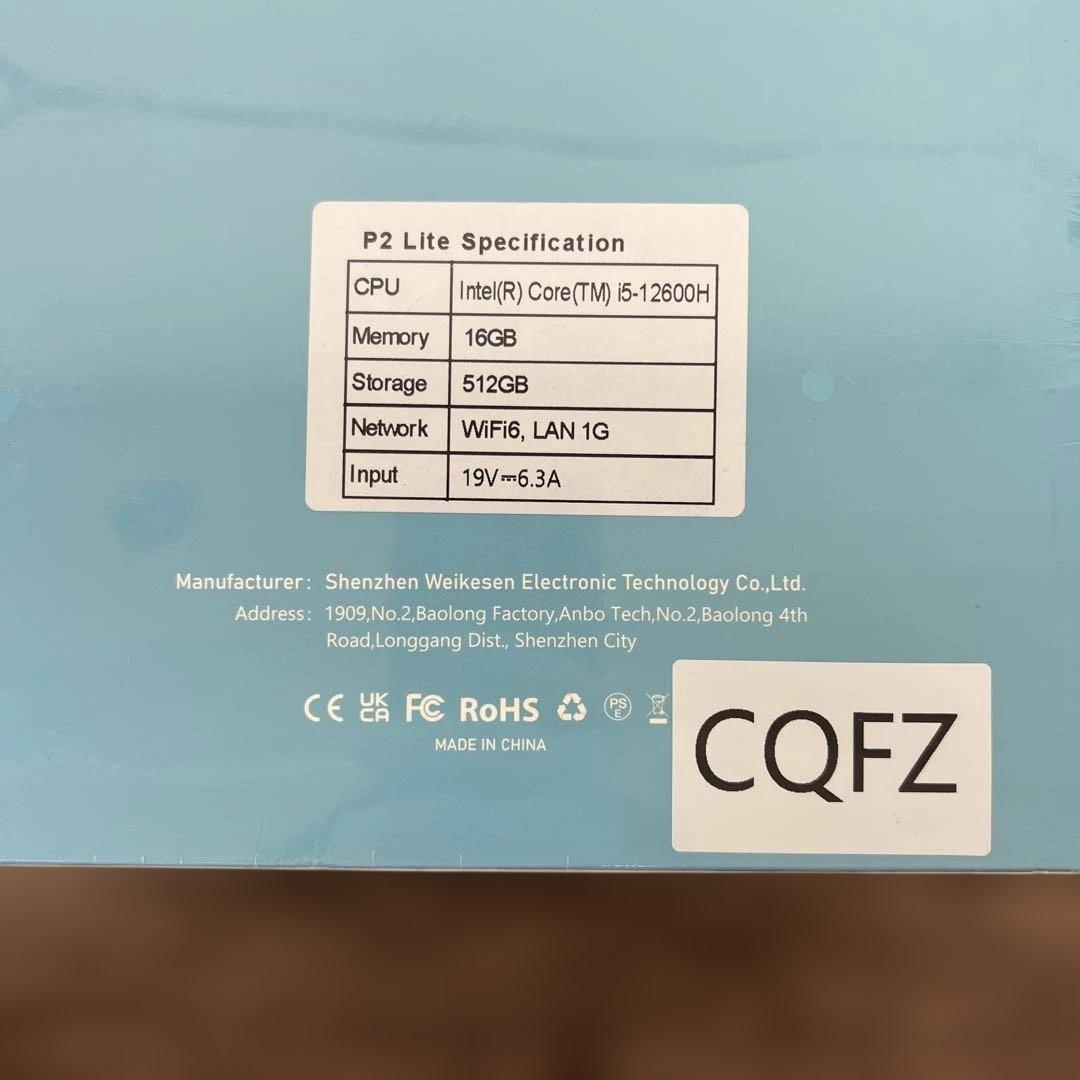 P2 Lite Specification
CPU Intel(R) Core(TM) i5-12600H
Memory 16GB
Storage 512GB
Network WiFi6, LAN 1G
Input 19V⎓6.3A
Manufacturer: Shenzhen Weikesen Electronic Technology Co.,Ltd.
Address: 1909,No.2,Baolong Factory,Anbo Tech,No.2,Baolong 4th
Road,Longgang Dist., Shenzhen City
CE UK CA FC RoHS PS E
MADE IN CHINA
CQFZ